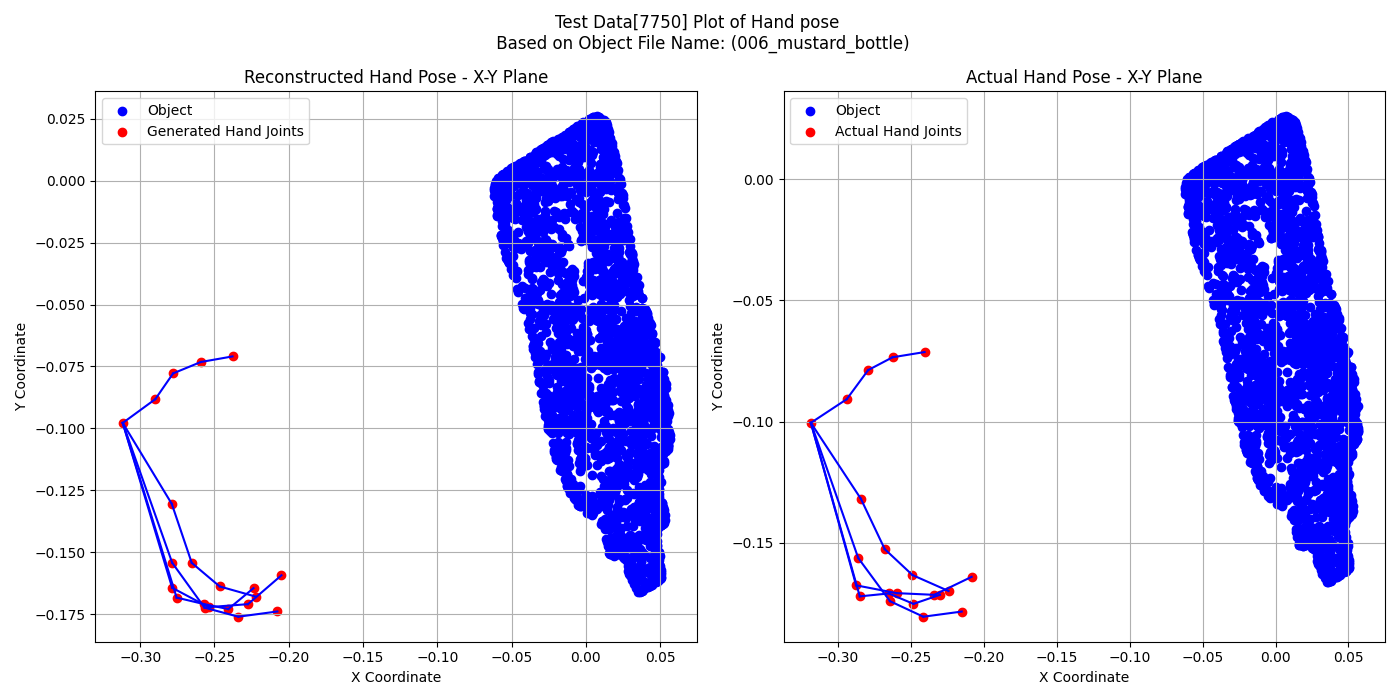 Test Data[7750] Plot of Hand pose
Based on Object File Name: (006_mustard_bottle)
Reconstructed Hand Pose - X-Y Plane
Object
Generated Hand Joints
0.025
0.000
−0.025
−0.050
−0.075
−0.100
−0.125
−0.150
−0.175
Y Coordinate
−0.30
−0.25
−0.20
−0.15
−0.10
−0.05
0.00
0.05
X Coordinate
Actual Hand Pose - X-Y Plane
Object
Actual Hand Joints
0.00
−0.05
−0.10
−0.15
Y Coordinate
−0.30
−0.25
−0.20
−0.15
−0.10
−0.05
0.00
0.05
X Coordinate